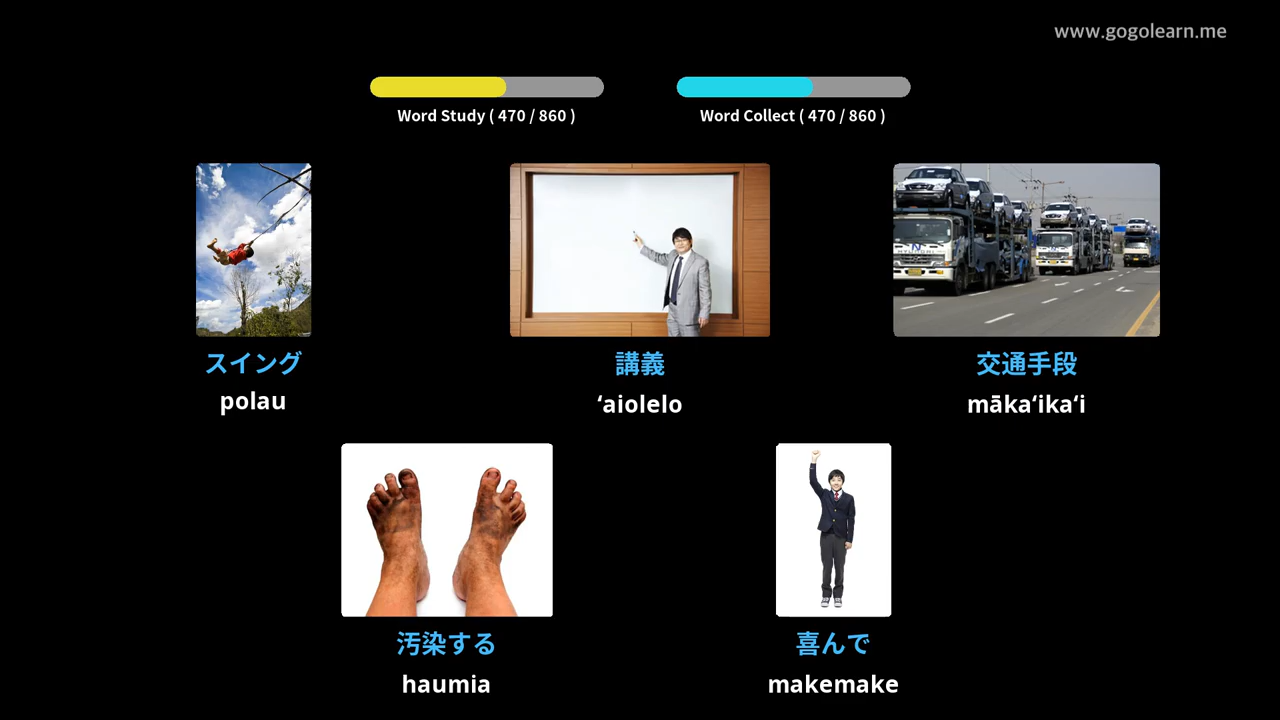 www.gogolearn.me
Word Study ( 470 / 860 )
Word Collect ( 470 / 860 )
スイング
polau
講義
ʻaiolelo
交通手段
mākaʻikaʻi
汚染する
haumia
喜んで
makemake